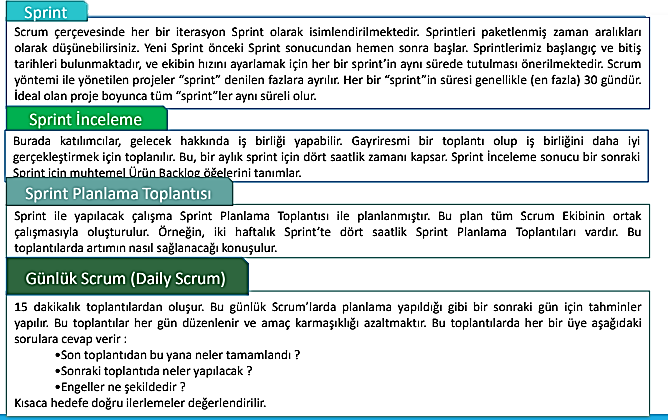 Sprint
Scrum çerçevesinde her bir iterasyon Sprint olarak isimlendirilmektedir. Sprintleri paketlenmiş zaman aralıkları
olarak düşünebilirsiniz. Yeni Sprint önceki Sprint sonucundan hemen sonra başlar. Sprintlerimiz başlangıç ve bitiş
tarihleri bulunmaktadır, ve ekibin hızını ayarlamak için her bir sprint’in aynı sürede tutulması önerilmektedir. Scrum
yöntemi ile yönetilen projeler “sprint” denilen fazlara ayrılır. Her bir “sprint”in süresi genellikle (en fazla) 30 gündür.
İdeal olan proje boyunca tüm “sprint”ler aynı süreli olur.
Sprint İnceleme
Burada katılımcılar, gelecek hakkında iş birliği yapabilir. Gayriresmi bir toplantı olup iş birliğini daha iyi
gerçekleştirmek için toplanılır. Bu, bir aylık sprint için dört saatlik zamanı kapsar. Sprint İnceleme sonucu bir sonraki
Sprint için muhtemel Ürün Backlog öğelerini tanımlar.
Sprint Planlama Toplantısı
Sprint ile yapılacak çalışma Sprint Planlama Toplantısı ile planlanmıştır. Bu plan tüm Scrum Ekibinin ortak
çalışmasıyla oluşturulur. Örneğin, iki haftalık Sprint’te dört saatlik Sprint Planlama Toplantıları vardır. Bu
toplantılarda artımın nasıl sağlanacağı konuşulur.
Günlük Scrum (Daily Scrum)
15 dakikalık toplantılardan oluşur. Bu günlük Scrum’larda planlama yapıldığı gibi bir sonraki gün için tahminler
yapılır. Bu toplantılar her gün düzenlenir ve amaç karmaşıklığı azaltmaktır. Bu toplantılarda her bir üye aşağıdaki
sorulara cevap verir :
•Son toplantıdan bu yana neler tamamlandı ?
•Sonraki toplantıda neler yapılacak ?
•Engeller ne şekildedir ?
Kısaca hedefe doğru ilerlemeler değerlendirilir.